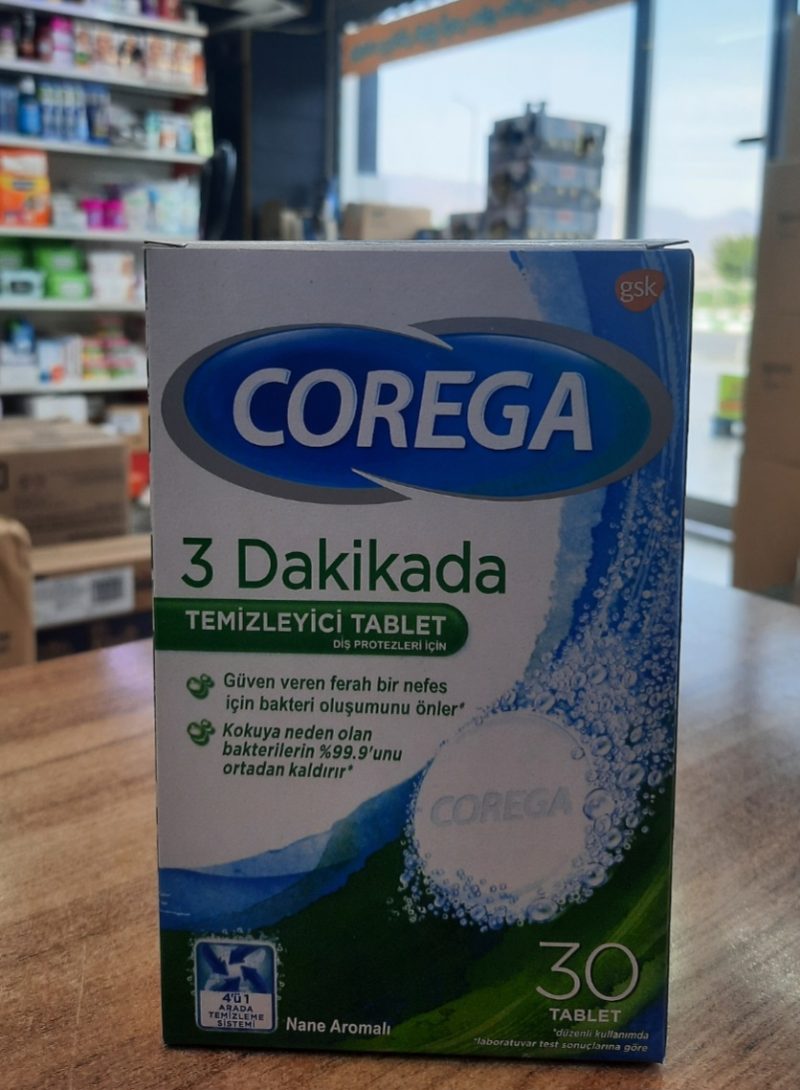 gsk
COREGA
3 Dakikada
TEMİZLEYİCİ TABLET
DİŞ PROTEZLERİ İÇİN
Güven veren ferah bir nefes
için bakteri oluşumunu önler*
Kokuya neden olan
bakterilerin %99.9'unu
ortadan kaldırır*
COREGA
4'ü 1
ARADA
TEMİZLEME
SİSTEMİ
Nane Aromalı
30
TABLET
*düzenli kullanımda
*laboratuvar test sonuçlarına göre